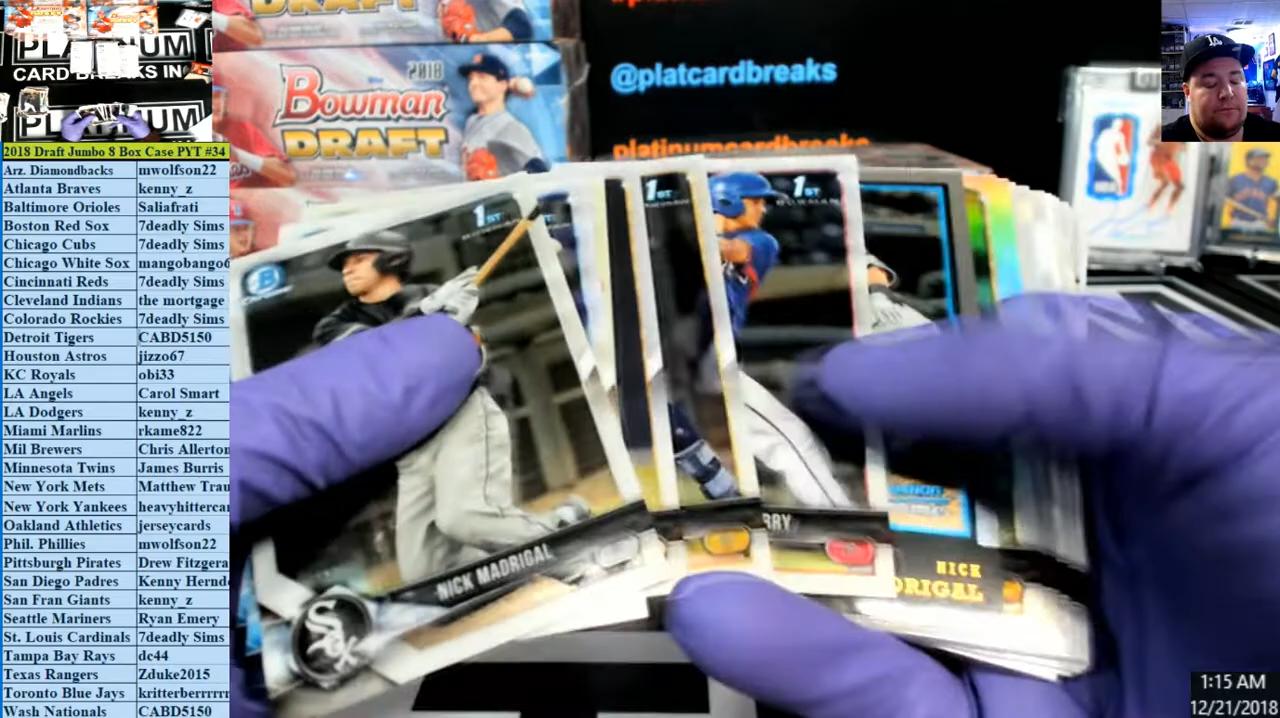 PLATINUM
CARD BREAKS INC
PLATINUM
2018 Draft Jumbo 8 Box Case PYT #34
Arz. Diamondbacks mwolfson22
Atlanta Braves kenny_z
Baltimore Orioles Saliafrati
Boston Red Sox 7deadly Sims
Chicago Cubs 7deadly Sims
Chicago White Sox mangobango6
Cincinnati Reds 7deadly Sims
Cleveland Indians the mortgage
Colorado Rockies 7deadly Sims
Detroit Tigers CABD5150
Houston Astros jizzo67
KC Royals obi33
LA Angels Carol Smart
LA Dodgers kenny_z
Miami Marlins rkame822
Mil Brewers Chris Allerton
Minnesota Twins James Burris
New York Mets Matthew Trau
New York Yankees heavyhittercar
Oakland Athletics jerseycards
Phil. Phillies mwolfson22
Pittsburgh Pirates Drew Fitzgera
San Diego Padres Kenny Hernd
San Fran Giants kenny_z
Seattle Mariners Ryan Emery
St. Louis Cardinals 7deadly Sims
Tampa Bay Rays dc44
Texas Rangers Zduke2015
Toronto Blue Jays kritterberrrrrr
Wash Nationals CABD5150
DRAFT
2018
Bowman
DRAFT
@platcardbreaks
platinumcardbreaks
LA
1ST
1ST
1ST
BOWMAN
B
NICK MADRIGAL
Sox
RRY
NICK
DRIGAL
1:15 AM
12/21/2018